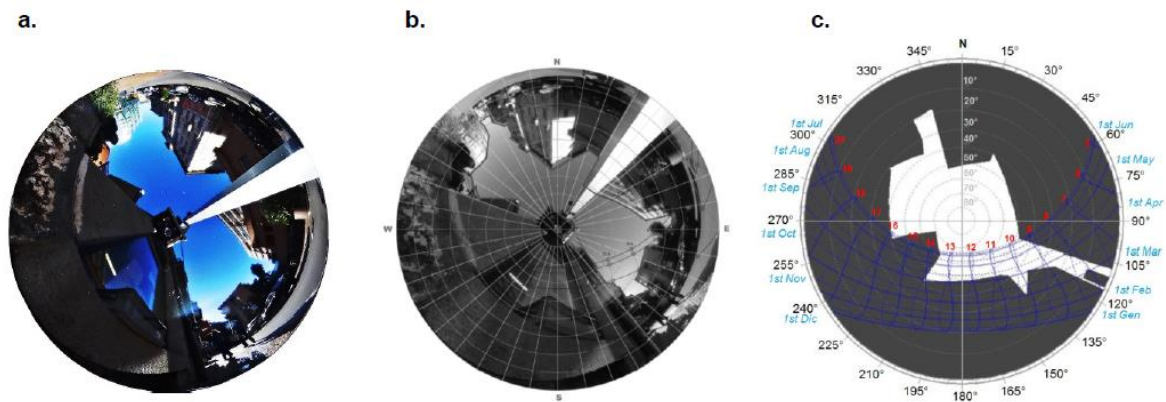 a.
b.
c.
N
W
E
S
N
345°
15°
330°
30°
315°
45°
1st Jul
1st Jun
300°
60°
1st Aug
1st May
285°
75°
1st Sep
1st Apr
270°
90°
1st Oct
1st Mar
255°
105°
1st Nov
1st Feb
240°
120°
1st Dic
1st Gen
225°
135°
210°
150°
195°
165°
180°
10°
20°
30°
40°
50°
60°
70°
80°
13
12
11
10